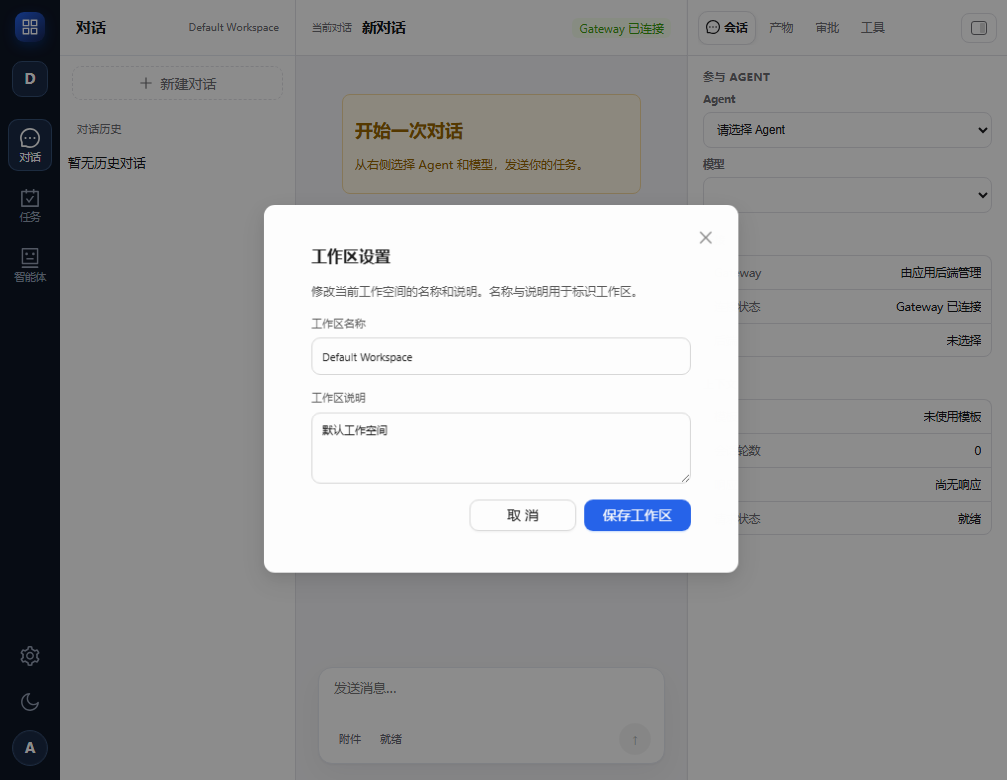 D
对话
任务
智能体
A
对话
Default Workspace
+ 新建对话
对话历史
暂无历史对话
当前对话 新对话
Gateway 已连接
开始一次对话
从右侧选择 Agent 和模型，发送你的任务。
工作区设置
修改当前工作空间的名称和说明。名称与说明用于标识工作区。
工作区名称
Default Workspace
工作区说明
默认工作空间
取 消
保存工作区
发送消息...
附件
就绪
会话
产物
审批
工具
参与 AGENT
Agent
请选择 Agent
模型
way
由应用后端管理
状态
Gateway 已连接
未选择
未使用模板
轮数
0
尚无响应
状态
就绪